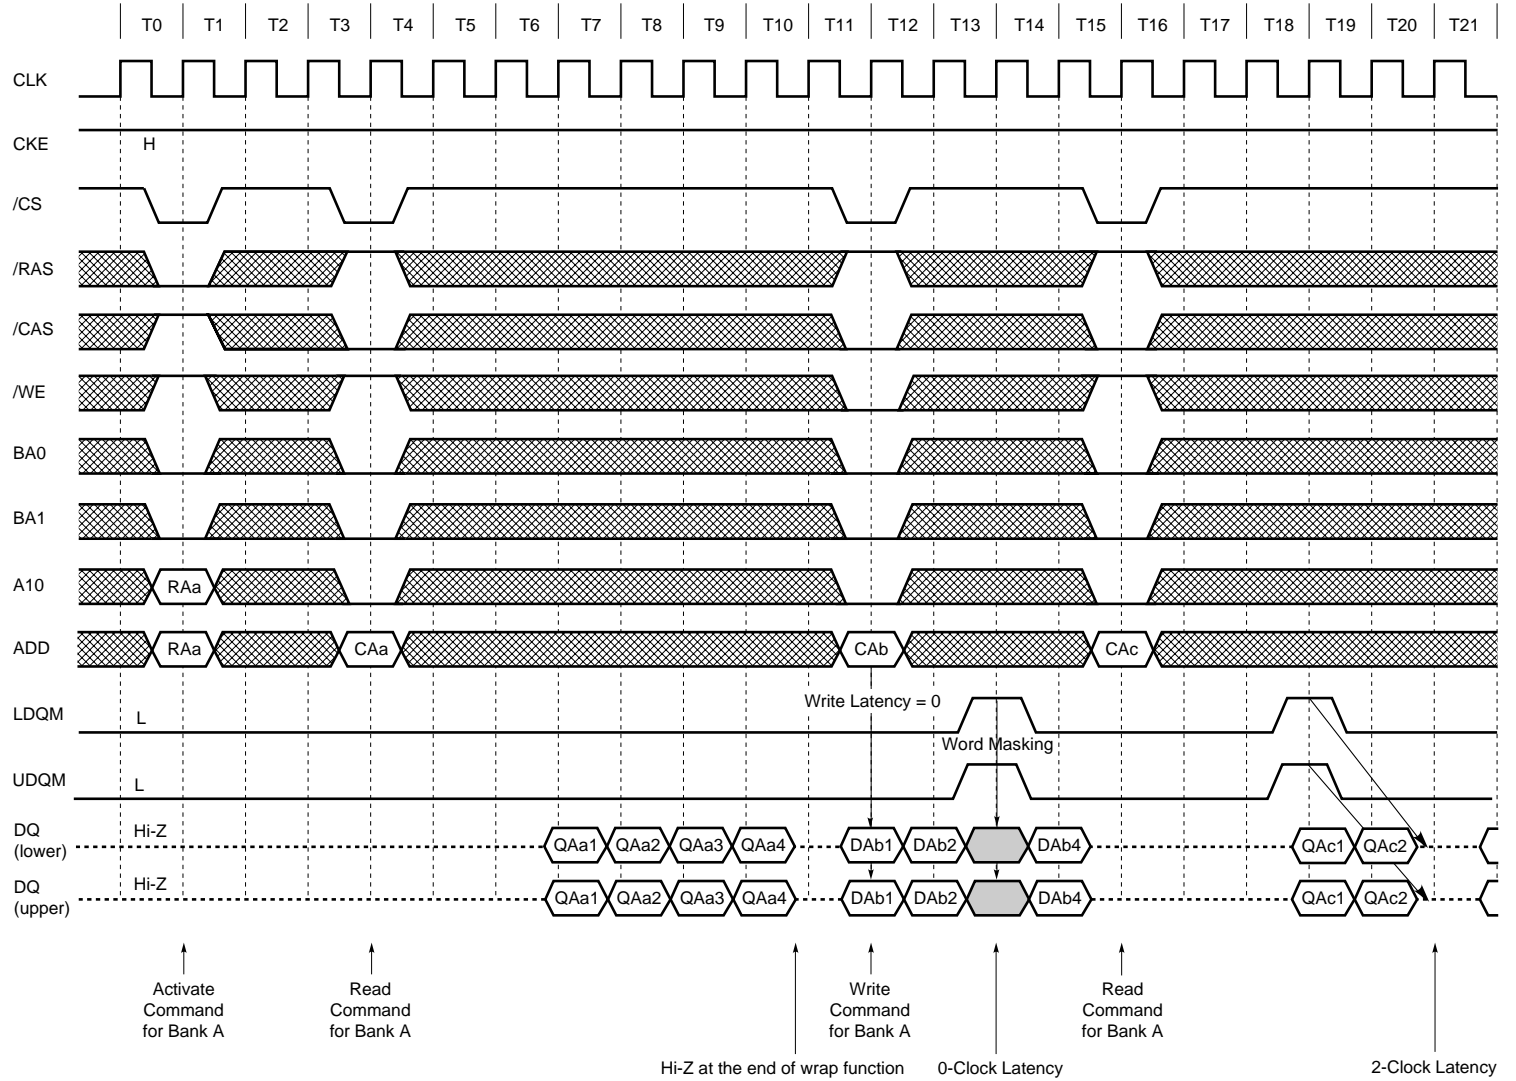 T0 T1 T2 T3 T4 T5 T6 T7 T8 T9 T10 T11 T12 T13 T14 T15 T16 T17 T18 T19 T20 T21
CLK
CKE H
/CS
/RAS
/CAS
/WE
BA0
BA1
A10 RAa
ADD RAa CAa CAb CAc
Write Latency = 0
LDQM L
Word Masking
UDQM L
DQ Hi-Z
(lower) QAa1 QAa2 QAa3 QAa4 DAb1 DAb2 DAb4 QAc1 QAc2
DQ Hi-Z
(upper) QAa1 QAa2 QAa3 QAa4 DAb1 DAb2 DAb4 QAc1 QAc2
Activate
Command
for Bank A
Read
Command
for Bank A
Write
Command
for Bank A
Read
Command
for Bank A
Hi-Z at the end of wrap function
0-Clock Latency
2-Clock Latency